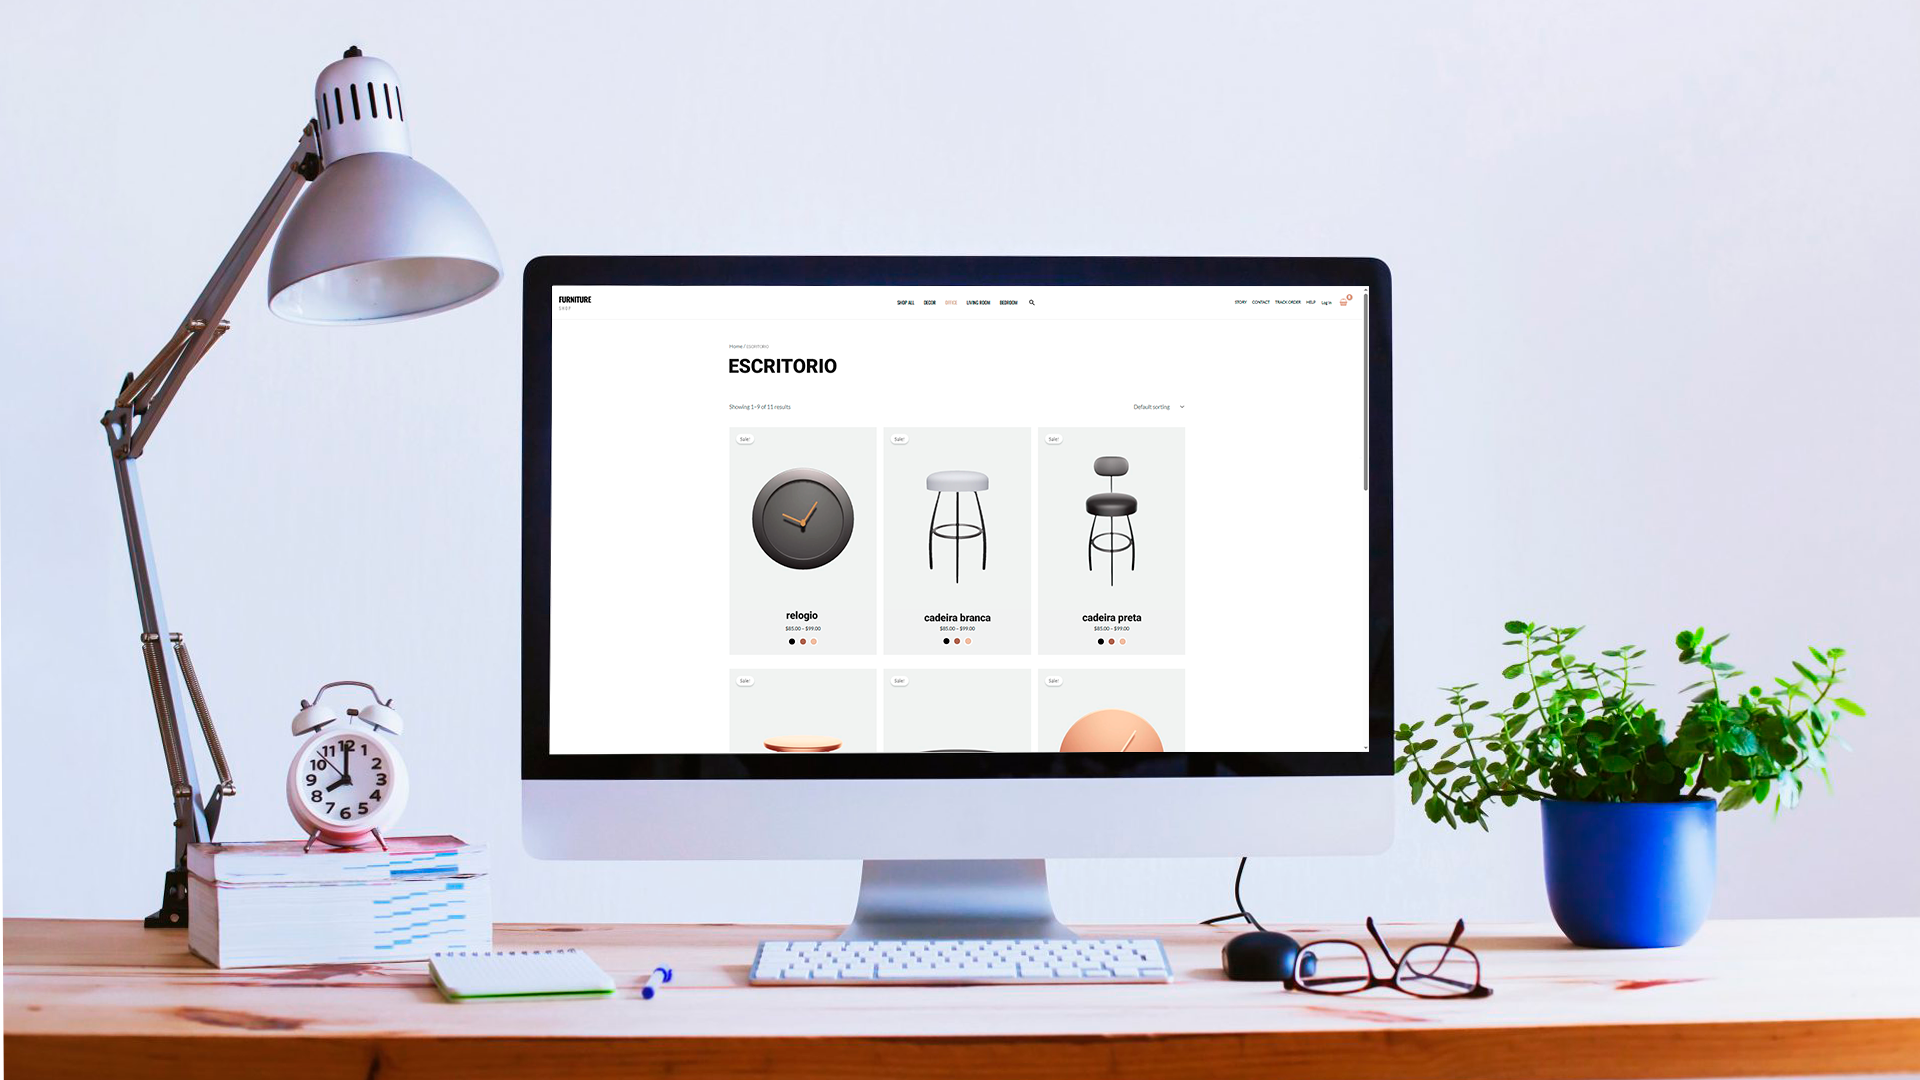 FURNITURE
SHOP
SHOP ALL DECOR OFFICE LIVING ROOM BEDROOM
STORY CONTACT TRACK ORDER HELP Log In
Home / ESCRITORIO
ESCRITORIO
Showing 1–9 of 11 results
Default sorting
Sale! Sale! Sale!
relogio
$85.00 – $99.00
cadeira branca
$85.00 – $99.00
cadeira preta
$85.00 – $99.00
Sale! Sale! Sale!
12
1
2
3
4
5
6
7
8
9
10
11